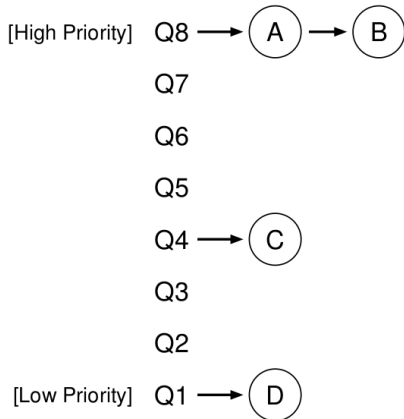 [High Priority] Q8 A B
Q7
Q6
Q5
Q4 C
Q3
Q2
[Low Priority] Q1 D